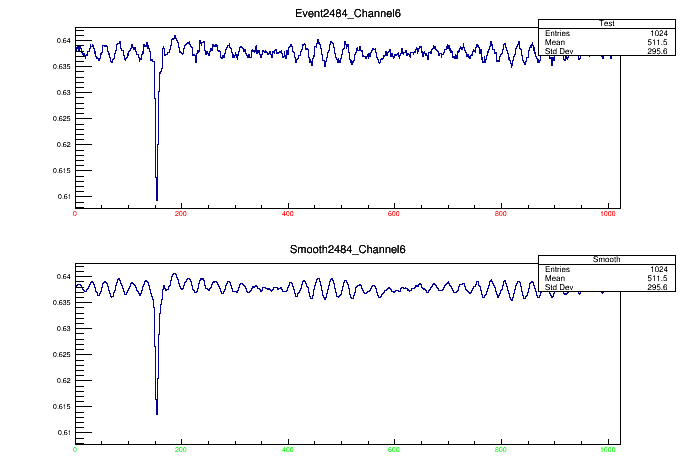 Event2484_Channel6
Test
Entries 1024
Mean 511.5
Std Dev 295.6
0.64
0.635
0.63
0.625
0.62
0.615
0.61
0 200 400 600 800 1000
Smooth2484_Channel6
Smooth
Entries 1024
Mean 511.5
Std Dev 295.6
0.64
0.635
0.63
0.625
0.62
0.615
0.61
0 200 400 600 800 1000